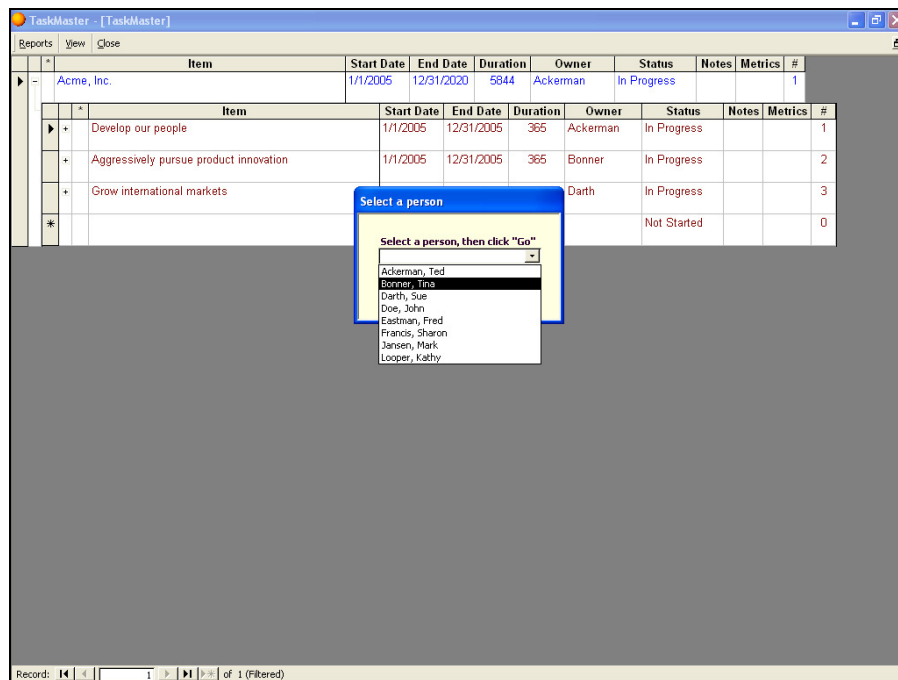 TaskMaster - [TaskMaster]
Reports View Close
* Item Start Date End Date Duration Owner Status Notes Metrics #
- Acme, Inc. 1/1/2005 12/31/2020 5844 Ackerman In Progress 1
* Item Start Date End Date Duration Owner Status Notes Metrics #
+ Develop our people 1/1/2005 12/31/2005 365 Ackerman In Progress 1
+ Aggressively pursue product innovation 1/1/2005 12/31/2005 365 Bonner In Progress 2
+ Grow international markets Darth In Progress 3
* Not Started 0
Select a person
Select a person, then click "Go"
Ackerman, Ted
Bonner, Tina
Darth, Sue
Doe, John
Eastman, Fred
Francis, Sharon
Jansen, Mark
Looper, Kathy
Record: 1 of 1 (Filtered)